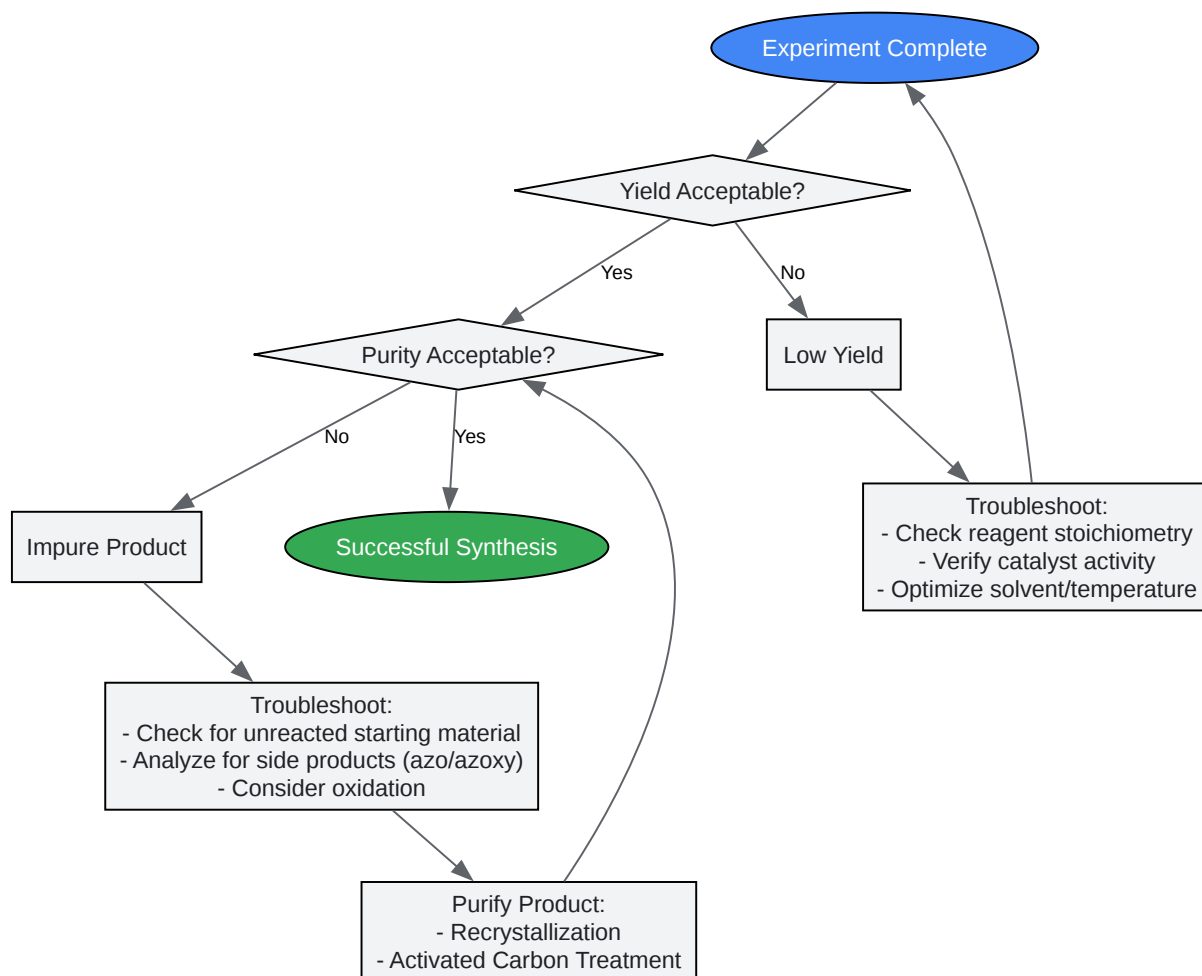 Experiment Complete
Yield Acceptable?
Yes
No
Purity Acceptable?
Low Yield
No
Yes
Impure Product
Successful Synthesis
Troubleshoot:
- Check reagent stoichiometry
- Verify catalyst activity
- Optimize solvent/temperature
Troubleshoot:
- Check for unreacted starting material
- Analyze for side products (azo/azoxy)
- Consider oxidation
Purify Product:
- Recrystallization
- Activated Carbon Treatment